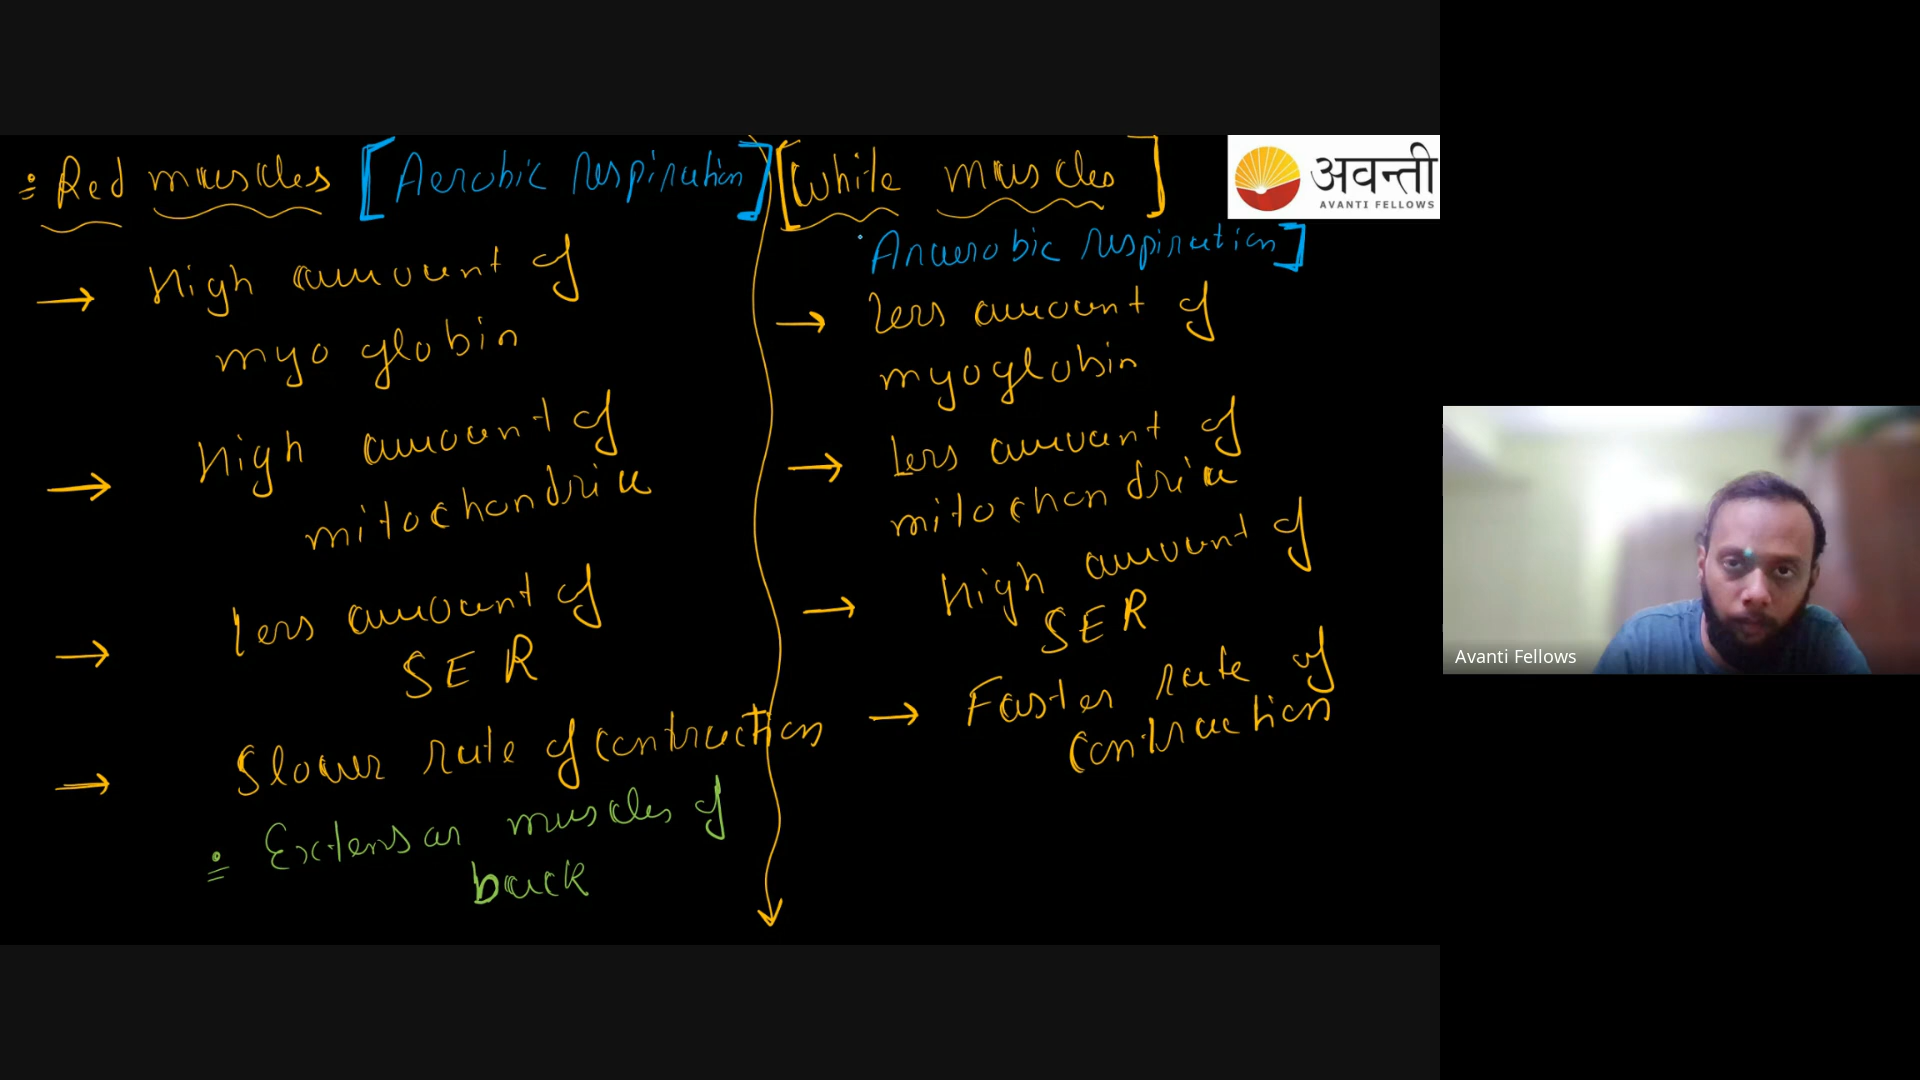 Red muscles [Aerobic respiration]
→ High amount of
myoglobin
→ High amount of
mitochondria
→ less amount of
SER
→ Slower rate of contraction
Extensor muscles of
back
[White muscles]
Anaerobic respiration]
→ less amount of
myoglobin
→ Less amount of
mitochondria
→ High amount of
SER
→ Faster rate of
contraction
अवन्ती
AVANTI FELLOWS
Avanti Fellows